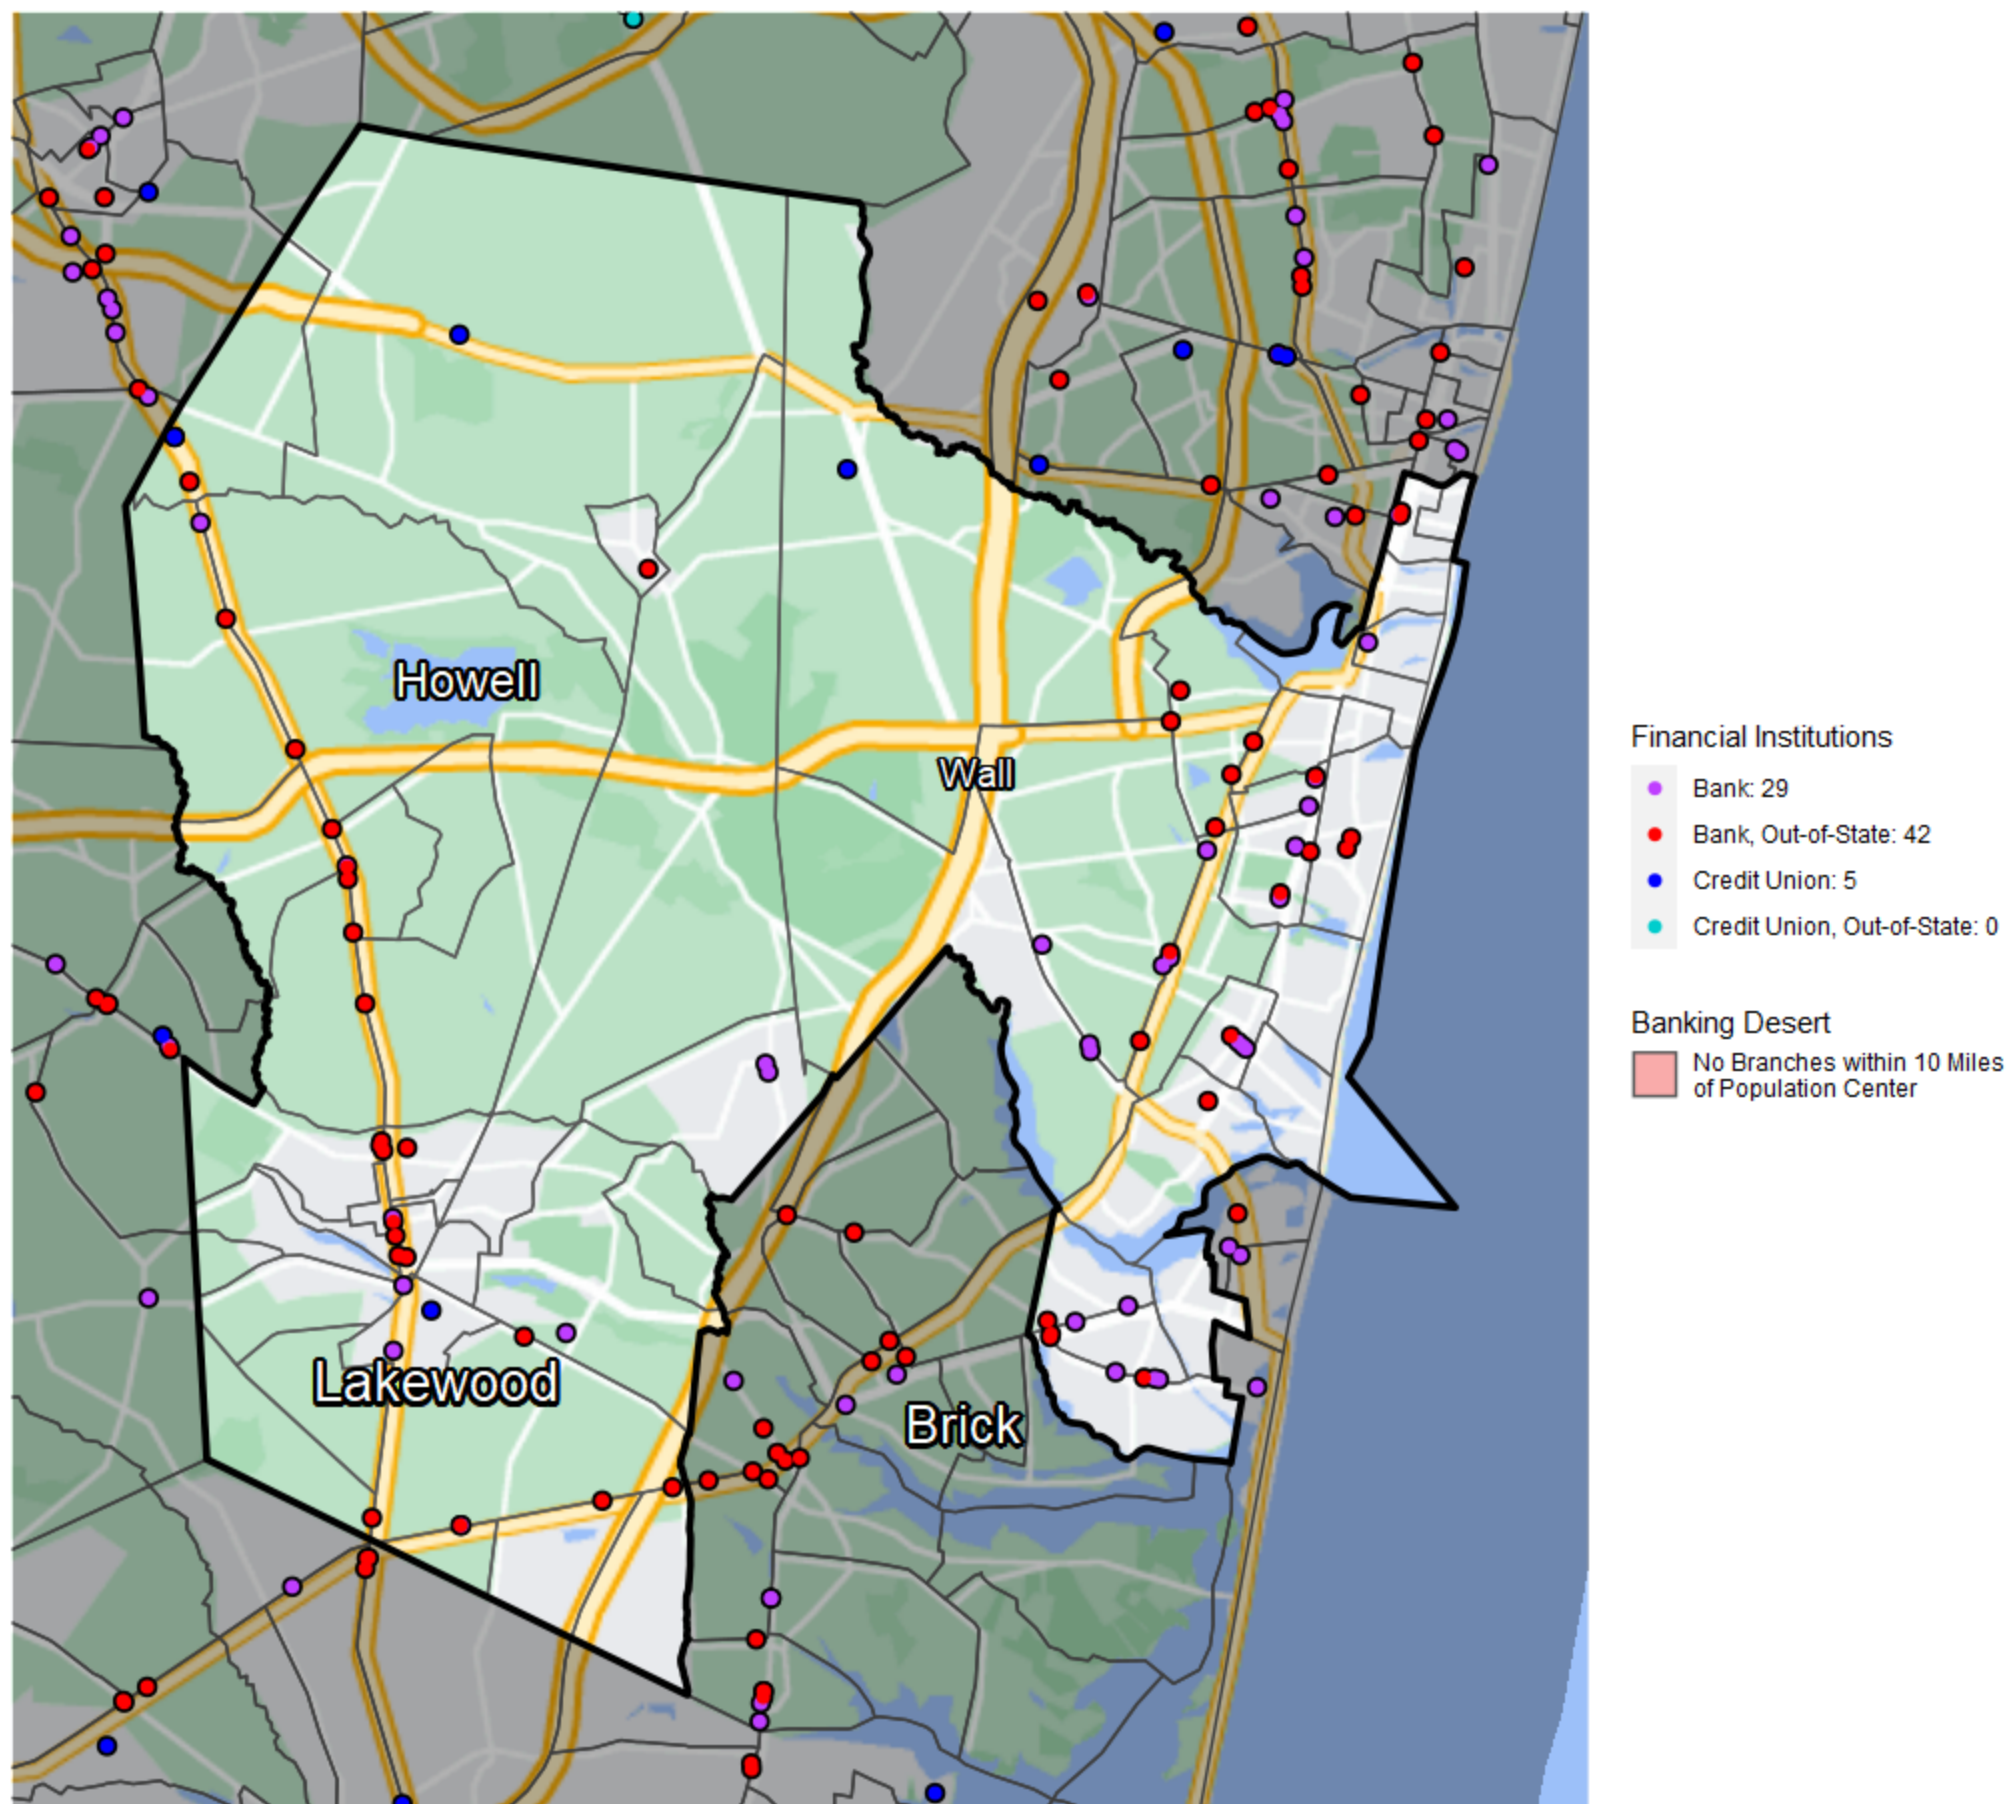 Howell
Wall
Lakewood
Brick
Financial Institutions
Bank: 29
Bank, Out-of-State: 42
Credit Union: 5
Credit Union, Out-of-State: 0
Banking Desert
No Branches within 10 Miles
of Population Center